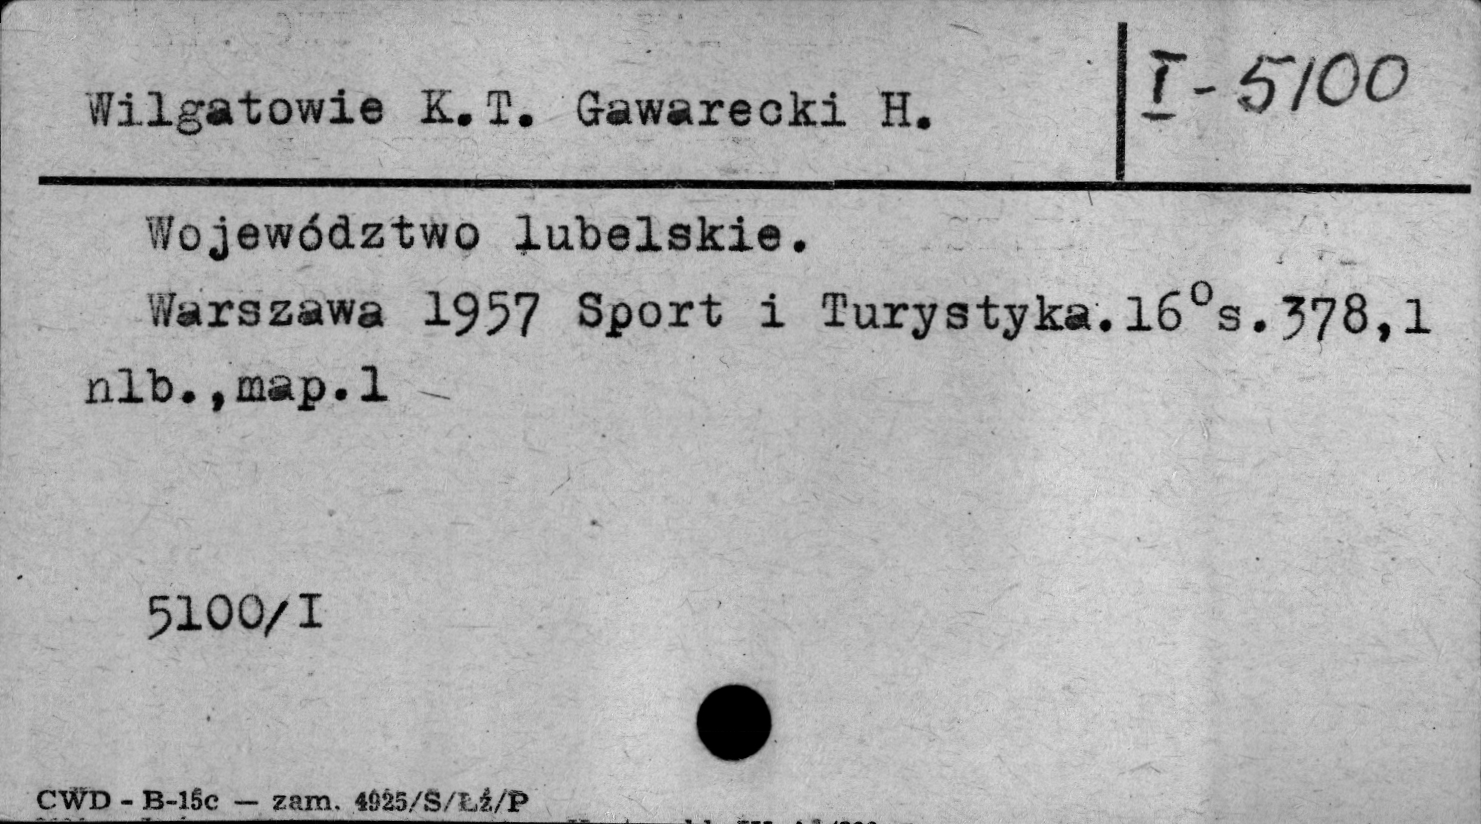 Wilgatowie K.T. Gawarecki H.
I - 5100
Województwo lubelskie.
Warszawa 1957 Sport i Turystyka.16°s.378,1
nlb.,map.1
5100/I
CWD - B-15c — zam. 4925/S/Łź/P